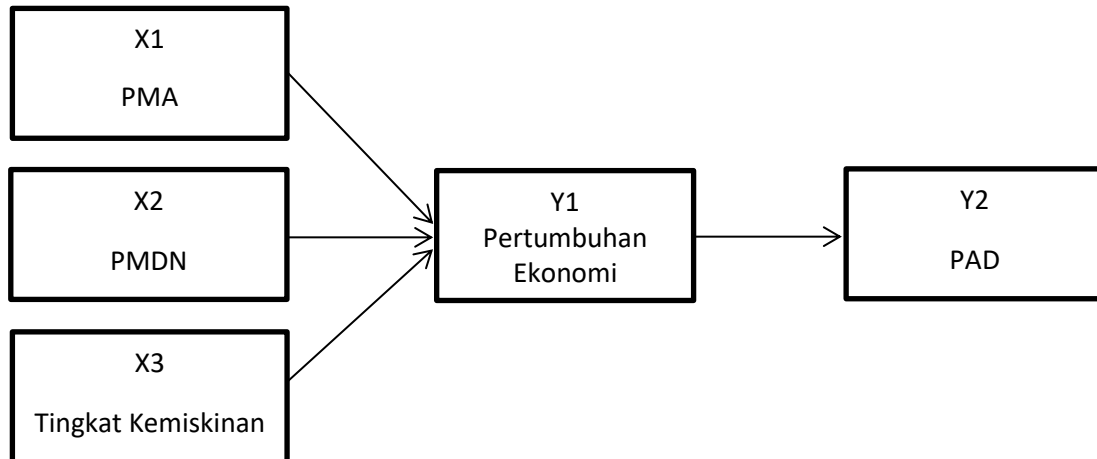 X1
PMA
X2
PMDN
X3
Tingkat Kemiskinan
Y1
Pertumbuhan
Ekonomi
Y2
PAD